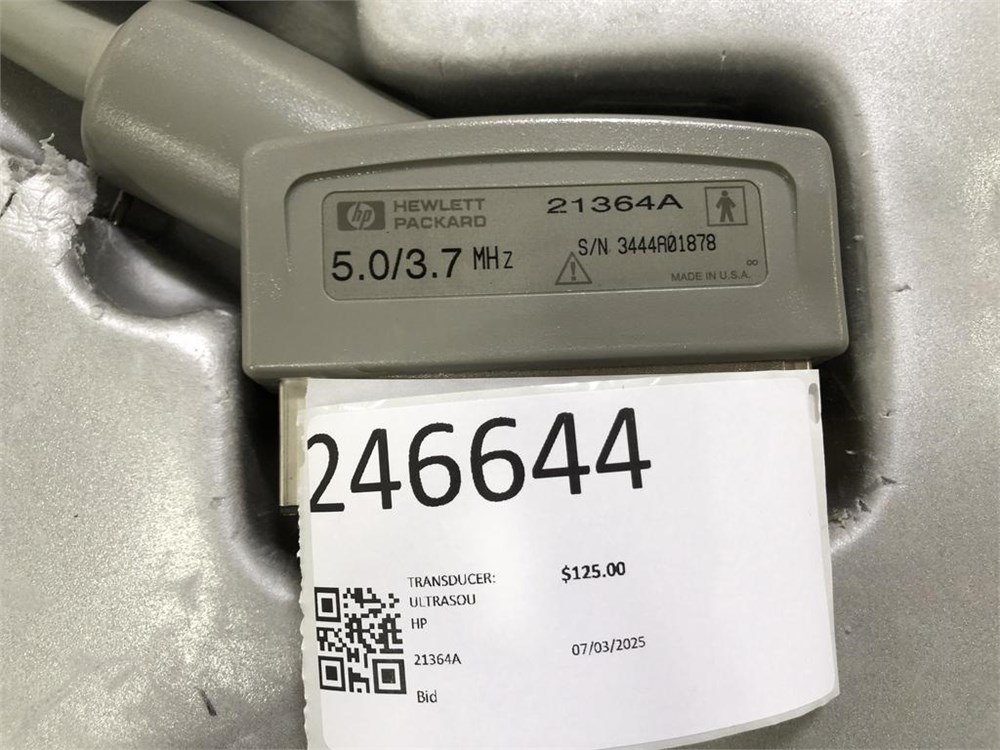 hp HEWLETT
PACKARD
21364A
5.0/3.7 MHz
S/N 3444A01878
MADE IN U.S.A.
246644
TRANSDUCER:
ULTRASOU
HP
$125.00
21364A
07/03/2025
Bid